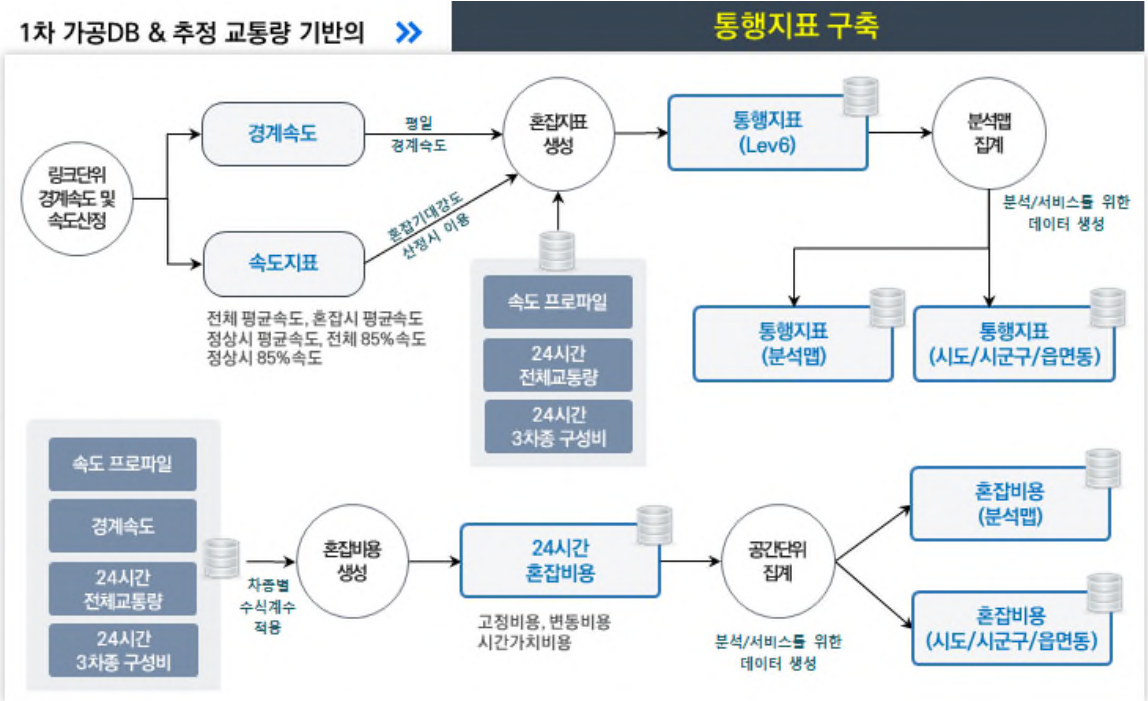 1차 가공DB & 추정 교통량 기반의
통행지표 구축
링크단위
경계속도 및
속도산정
경계속도
평일
경계속도
속도지표
혼잡기대강도
산정시 이용
전체 평균속도, 혼잡시 평균속도
정상시 평균속도, 전체 85%속도
정상시 85%속도
혼잡지표
생성
속도 프로파일
24시간
전체교통량
24시간
3차종 구성비
통행지표
(Lev6)
분석맵
집계
분석/서비스를 위한
데이터 생성
통행지표
(분석맵)
통행지표
(시도/시군구/읍면동)
속도 프로파일
경계속도
24시간
전체교통량
24시간
3차종 구성비
차종별
수식계수
적용
혼잡비용
생성
24시간
혼잡비용
고정비용, 변동비용
시간가치비용
공간단위
집계
분석/서비스를 위한
데이터 생성
혼잡비용
(분석맵)
혼잡비용
(시도/시군구/읍면동)